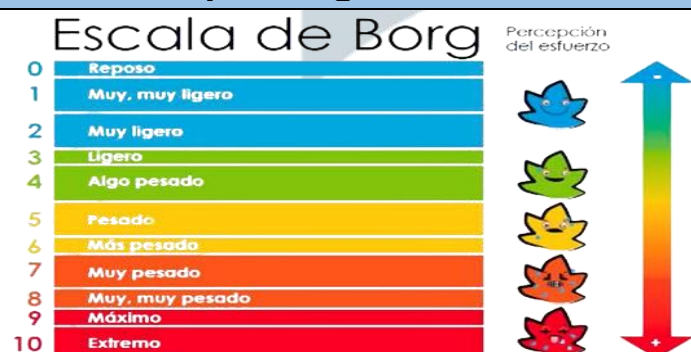 Escala de Borg
Percepción
del esfuerzo
0 Reposo
1 Muy, muy ligero
2 Muy ligero
3 Ligero
4 Algo pesado
5 Pesado
6 Más pesado
7 Muy pesado
8 Muy, muy pesado
9 Máximo
10 Extremo
-
+